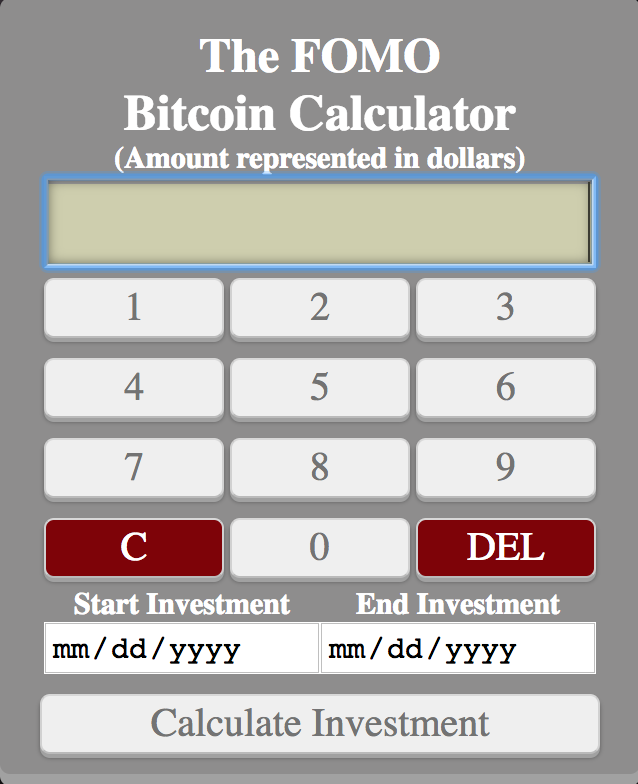 The FOMO
Bitcoin Calculator
(Amount represented in dollars)
1 2 3
4 5 6
7 8 9
C 0 DEL
Start Investment End Investment
mm/dd/yyyy mm/dd/yyyy
Calculate Investment